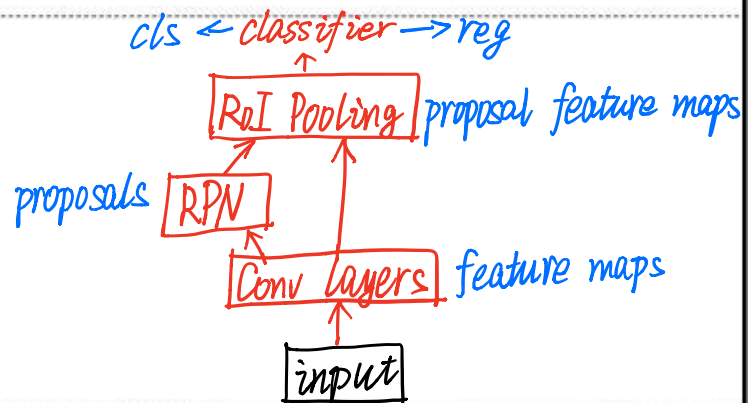 cls ← classifier → reg
RoI Pooling proposal feature maps
proposals RPN
Conv layers feature maps
input